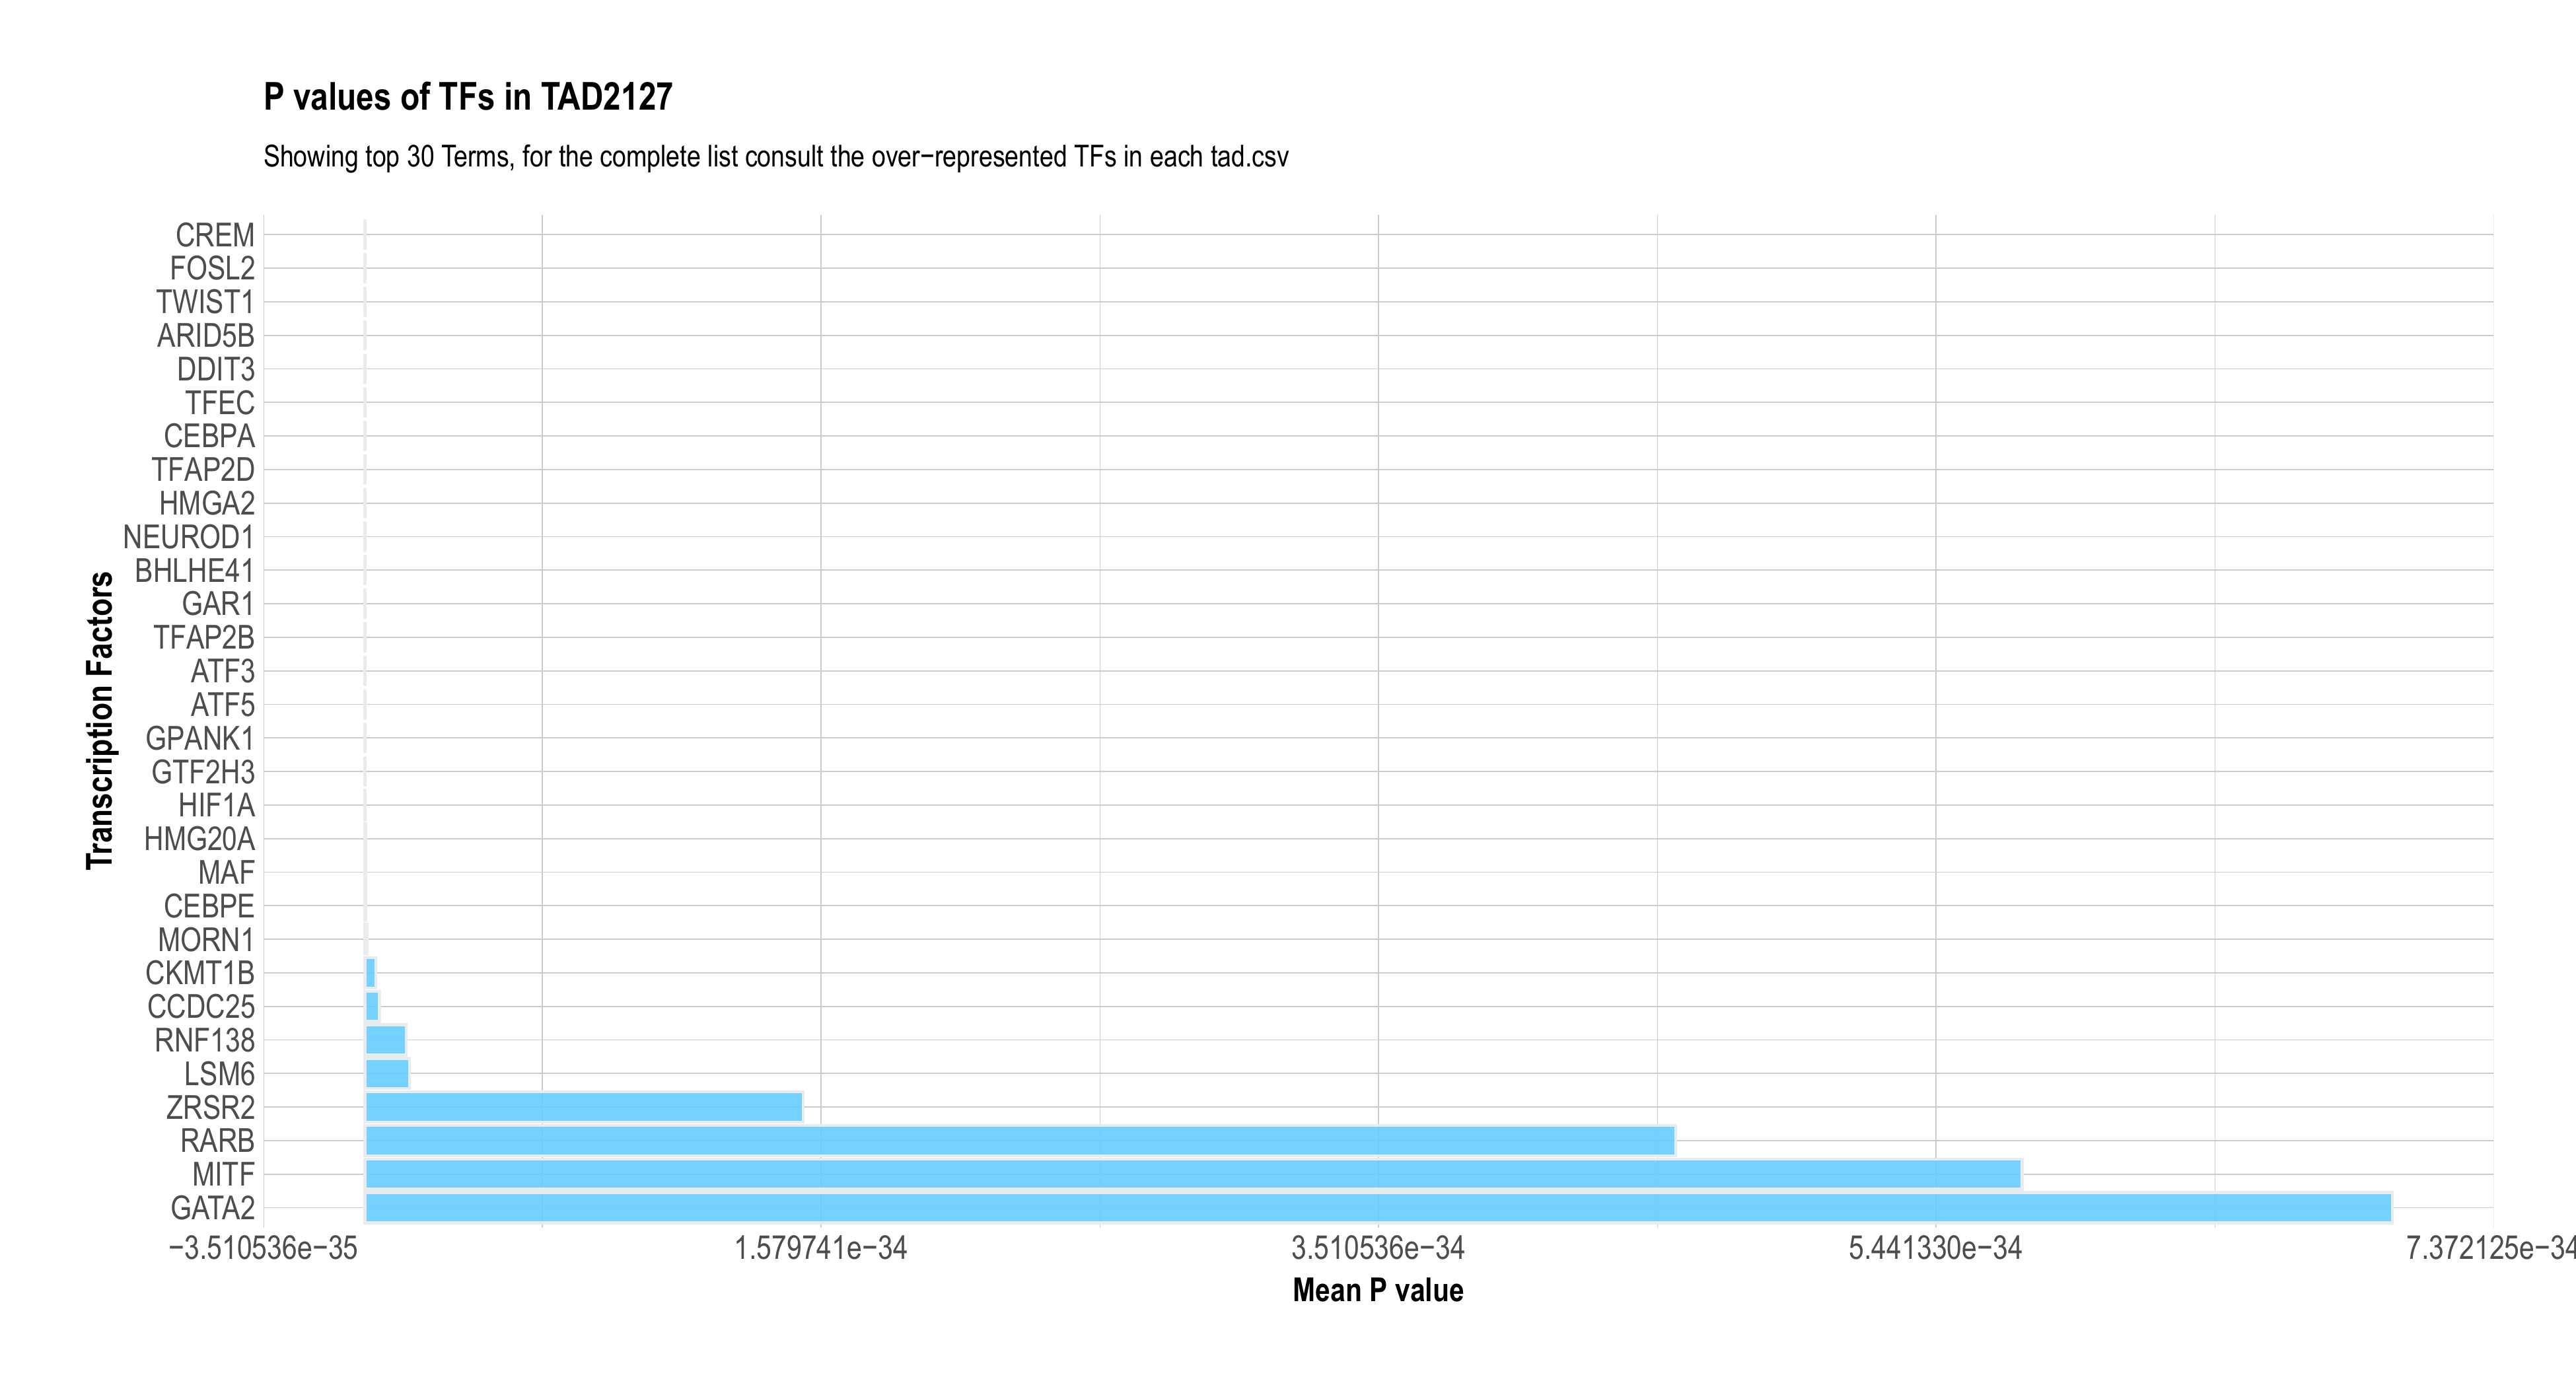 P values of TFs in TAD2127
Showing top 30 Terms, for the complete list consult the over−represented TFs in each tad.csv
Transcription Factors
CREM
FOSL2
TWIST1
ARID5B
DDIT3
TFEC
CEBPA
TFAP2D
HMGA2
NEUROD1
BHLHE41
GAR1
TFAP2B
ATF3
ATF5
GPANK1
GTF2H3
HIF1A
HMG20A
MAF
CEBPE
MORN1
CKMT1B
CCDC25
RNF138
LSM6
ZRSR2
RARB
MITF
GATA2
−3.510536e−35 1.579741e−34 3.510536e−34 5.441330e−34 7.372125e−34
Mean P value